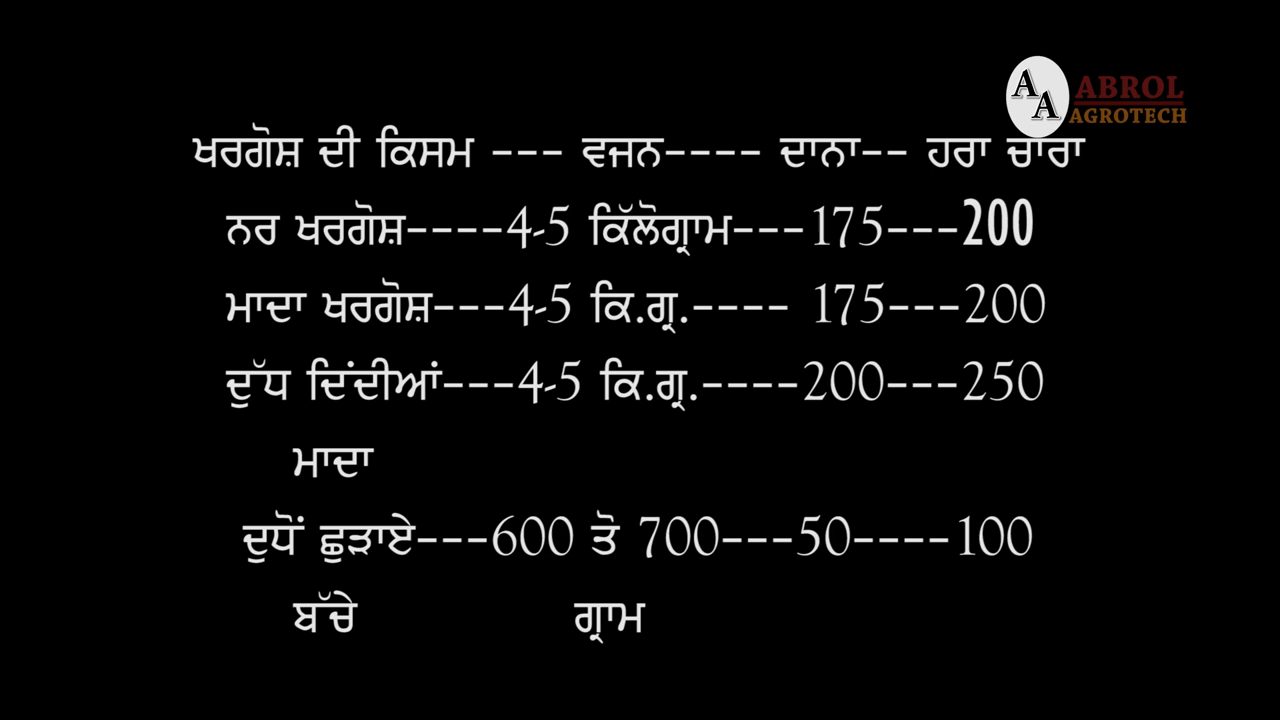 AA ABROL
AGROTECH
ਖਰਗੋਸ਼ ਦੀ ਕਿਸਮ --- ਵਜਨ---- ਦਾਨਾ-- ਹਰਾ ਚਾਰਾ
ਨਰ ਖਰਗੋਸ਼----4-5 ਕਿੱਲੋਗ੍ਰਾਮ---175---200
ਮਾਦਾ ਖਰਗੋਸ਼---4-5 ਕਿ.ਗ੍ਰ.---- 175---200
ਦੁੱਧ ਦਿੰਦੀਆਂ---4-5 ਕਿ.ਗ੍ਰ.----200---250
ਮਾਦਾ
ਦੁਧੋਂ ਛੁੜਾਏ---600 ਤੋ 700---50----100
ਬੱਚੇ ਗ੍ਰਾਮ